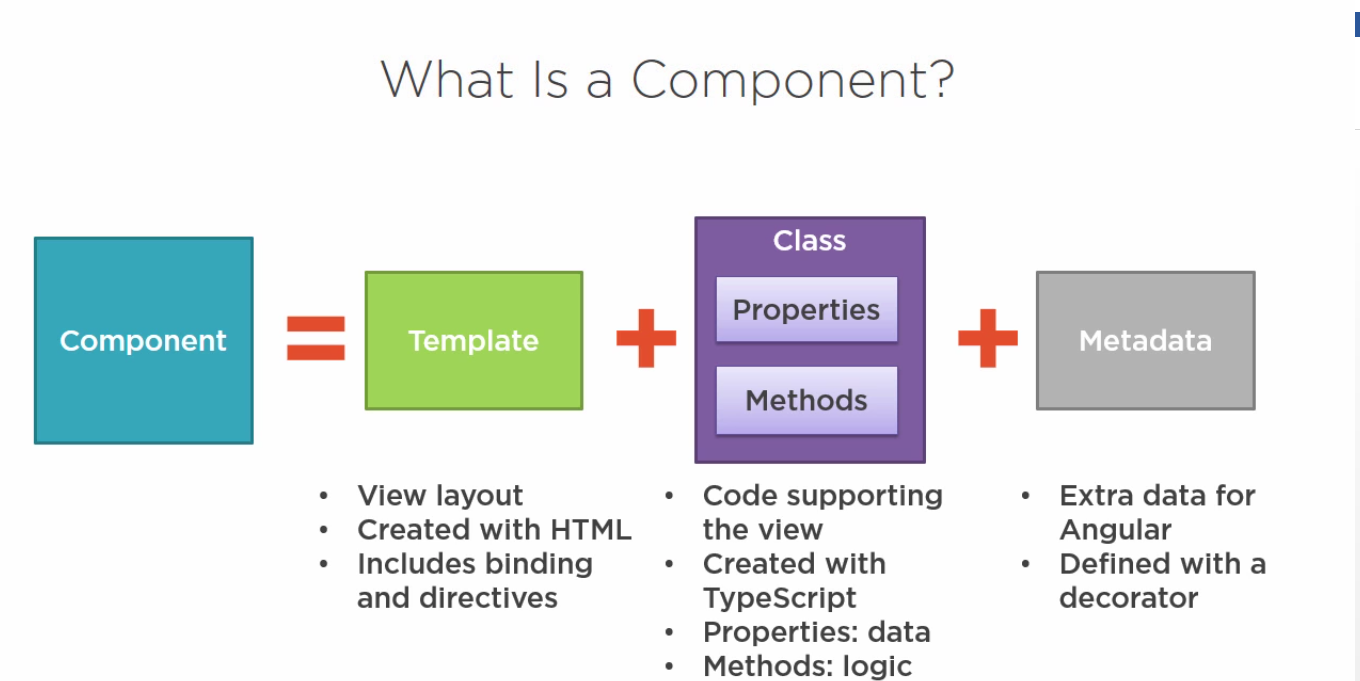 What Is a Component?
Component
=
Template
+
Class
Properties
Methods
+
Metadata
• View layout
• Created with HTML
• Includes binding
and directives
• Code supporting
the view
• Created with
TypeScript
• Properties: data
• Methods: logic
• Extra data for
Angular
• Defined with a
decorator